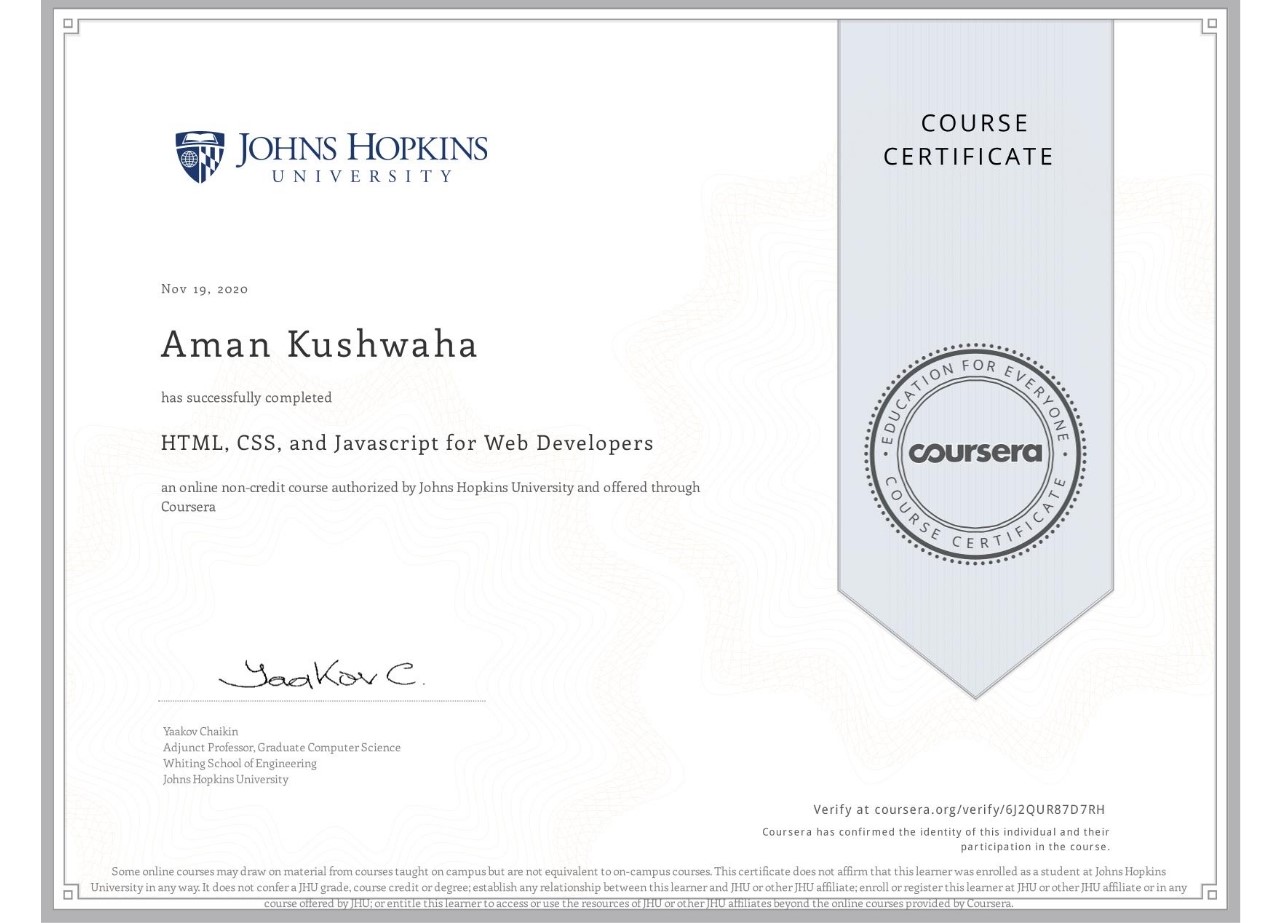 JOHNS HOPKINS
UNIVERSITY
COURSE
CERTIFICATE
Nov 19, 2020
Aman Kushwaha
has successfully completed
HTML, CSS, and Javascript for Web Developers
an online non-credit course authorized by Johns Hopkins University and offered through
Coursera
EDUCATION FOR EVERYONE
coursera
COURSE CERTIFICATE
Yaakov C.
Yaakov Chaikin
Adjunct Professor, Graduate Computer Science
Whiting School of Engineering
Johns Hopkins University
Verify at coursera.org/verify/6J2QUR87D7RH
Coursera has confirmed the identity of this individual and their
participation in the course.
Some online courses may draw on material from courses taught on campus but are not equivalent to on-campus courses. This certificate does not affirm that this learner was enrolled as a student at Johns Hopkins
University in any way. It does not confer a JHU grade, course credit or degree; establish any relationship between this learner and JHU or other JHU affiliate; enroll or register this learner at JHU or other JHU affiliate or in any
course offered by JHU; or entitle this learner to access or use the resources of JHU or other JHU affiliates beyond the online courses provided by Coursera.